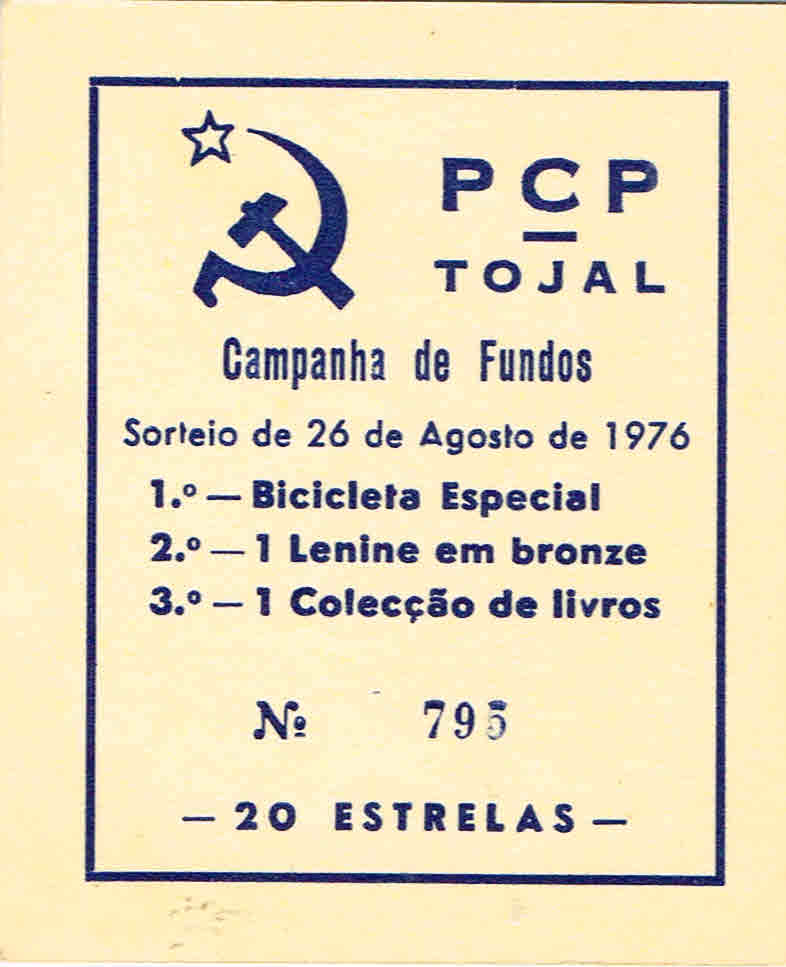 PCP
TOJAL
Campanha de Fundos
Sorteio de 26 de Agosto de 1976
1.º — Bicicleta Especial
2.º — 1 Lenine em bronze
3.º — 1 Colecção de livros
Nº 795
— 20 ESTRELAS —